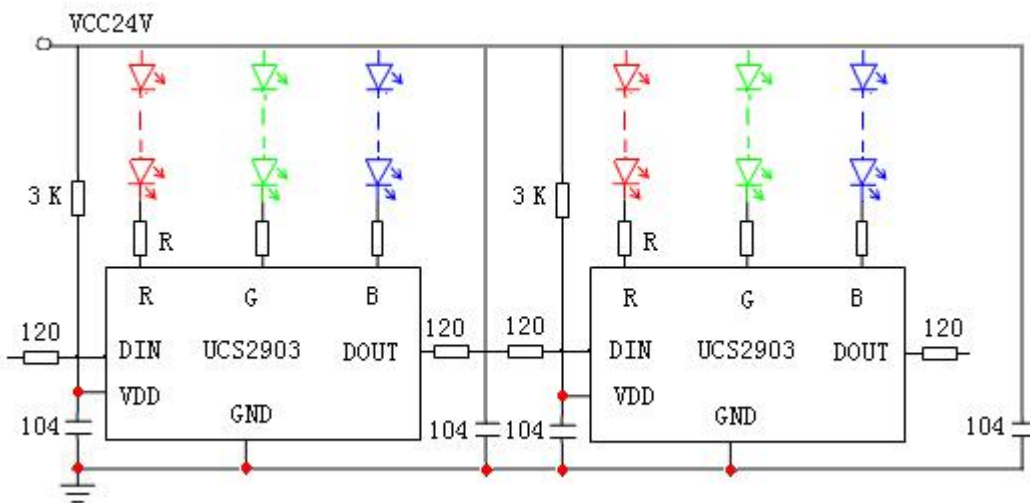 VCC24V
3 K
3 K
R
R
R G B
R G B
120
120 120
120
DIN UCS2903 DOUT
DIN UCS2903 DOUT
VDD
VDD
GND
GND
104
104 104
104